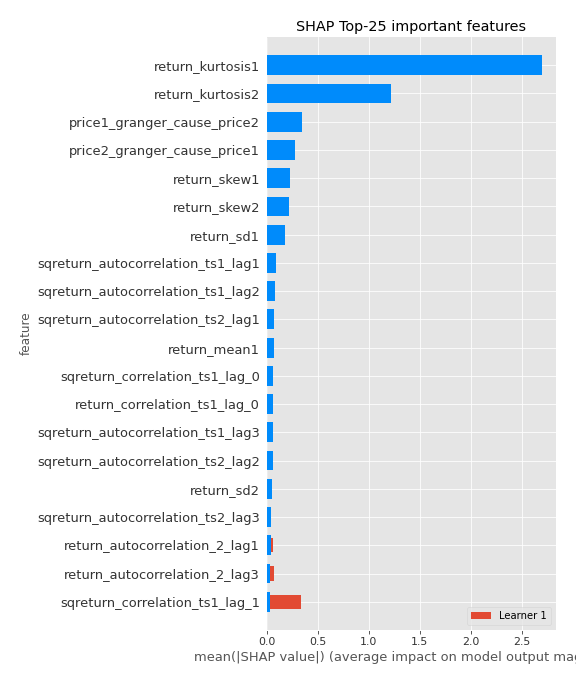 SHAP Top-25 important features
return_kurtosis1
return_kurtosis2
price1_granger_cause_price2
price2_granger_cause_price1
return_skew1
return_skew2
return_sd1
sqreturn_autocorrelation_ts1_lag1
sqreturn_autocorrelation_ts1_lag2
sqreturn_autocorrelation_ts2_lag1
return_mean1
sqreturn_correlation_ts1_lag_0
return_correlation_ts1_lag_0
sqreturn_autocorrelation_ts1_lag3
sqreturn_autocorrelation_ts2_lag2
return_sd2
sqreturn_autocorrelation_ts2_lag3
return_autocorrelation_2_lag1
return_autocorrelation_2_lag3
sqreturn_correlation_ts1_lag_1
feature
Learner 1
0.0 0.5 1.0 1.5 2.0 2.5
mean(|SHAP value|) (average impact on model output mag